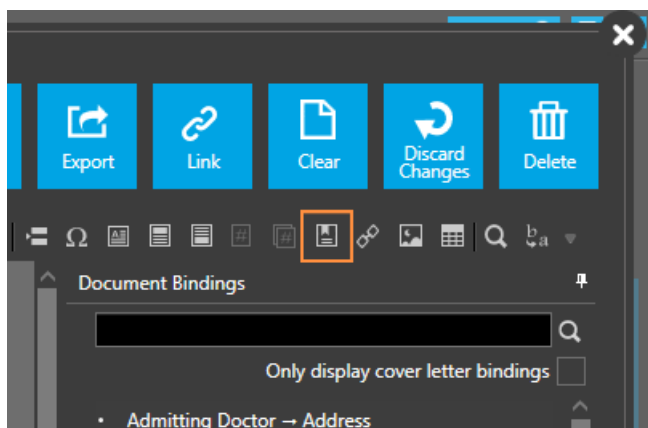 Export
Link
Clear
Discard
Changes
Delete
Ω
A
#
#
b
a
Document Bindings
Only display cover letter bindings
• Admitting Doctor → Address